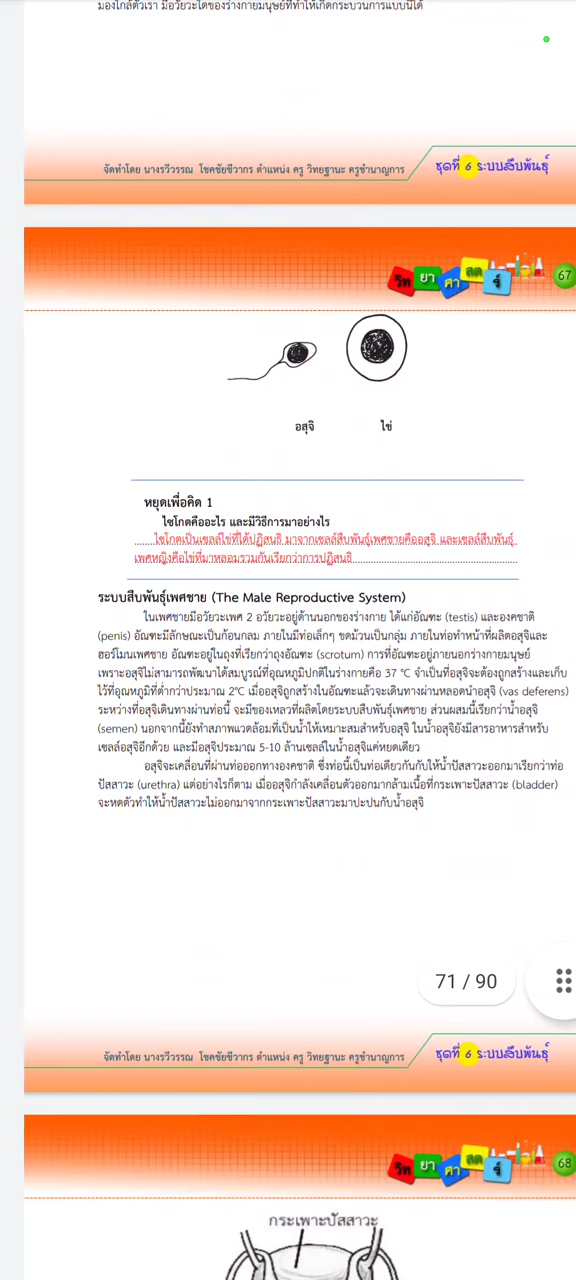 มองใกล้ตัวเรา มีอวัยวะใดของร่างกายมนุษย์ที่ทำให้เกิดกระบวนการแบบนี้ได้
จัดทำโดย นางรวีวรรณ โชคชัยชีวากร ตำแหน่ง ครู วิทยฐานะ ครูชำนาญการ
ชุดที่ 6 ระบบสืบพันธุ์
วิทยาศาสตร์
67
อสุจิ ไข่
หยุดเพื่อคิด 1
ไซโกตคืออะไร และมีวิธีการมาอย่างไร
........ไซโกตเป็นเซลล์ไข่ที่ได้ปฏิสนธิ มาจากเซลล์สืบพันธุ์เพศชายคืออสุจิ และเซลล์สืบพันธุ์..
เพศหญิงคือไข่ที่มาหลอมรวมกันเรียกว่าการปฏิสนธิ..........................................................
ระบบสืบพันธุ์เพศชาย (The Male Reproductive System)
ในเพศชายมีอวัยวะเพศ 2 อวัยวะอยู่ด้านนอกของร่างกาย ได้แก่อัณฑะ (testis) และองคชาติ
(penis) อัณฑะมีลักษณะเป็นก้อนกลม ภายในมีท่อเล็กๆ ขดม้วนเป็นกลุ่ม ภายในท่อทำหน้าที่ผลิตอสุจิและ
ฮอร์โมนเพศชาย อัณฑะอยู่ในถุงที่เรียกว่าถุงอัณฑะ (scrotum) การที่อัณฑะอยู่ภายนอกร่างกายมนุษย์
เพราะอสุจิไม่สามารถพัฒนาได้สมบูรณ์ที่อุณหภูมิปกติในร่างกายคือ 37 °C จำเป็นที่อสุจิจะต้องถูกสร้างและเก็บ
ไว้ที่อุณหภูมิที่ต่ำกว่าประมาณ 2°C เมื่ออสุจิถูกสร้างในอัณฑะแล้วจะเดินทางผ่านหลอดนำอสุจิ (vas deferens)
ระหว่างที่อสุจิเดินทางผ่านท่อนี้ จะมีของเหลวที่ผลิตโดยระบบสืบพันธุ์เพศชาย ส่วนผสมนี้เรียกว่าน้ำอสุจิ
(semen) นอกจากนี้ยังทำสภาพแวดล้อมที่เป็นน้ำให้เหมาะสมสำหรับอสุจิ ในน้ำอสุจิยังมีสารอาหารสำหรับ
เซลล์อสุจิอีกด้วย และมีอสุจิประมาณ 5-10 ล้านเซลล์ในน้ำอสุจิแค่หยดเดียว
อสุจิจะเคลื่อนที่ผ่านท่อออกทางองคชาติ ซึ่งท่อนี้เป็นท่อเดียวกันกับให้น้ำปัสสาวะออกมาเรียกว่าท่อ
ปัสสาวะ (urethra) แต่อย่างไรก็ตาม เมื่ออสุจิกำลังเคลื่อนตัวออกมากล้ามเนื้อที่กระเพาะปัสสาวะ (bladder)
จะหดตัวทำให้น้ำปัสสาวะไม่ออกมาจากกระเพาะปัสสาวะมาปะปนกับน้ำอสุจิ
71 / 90
จัดทำโดย นางรวีวรรณ โชคชัยชีวากร ตำแหน่ง ครู วิทยฐานะ ครูชำนาญการ
ชุดที่ 6 ระบบสืบพันธุ์
วิทยาศาสตร์
68
กระเพาะปัสสาวะ